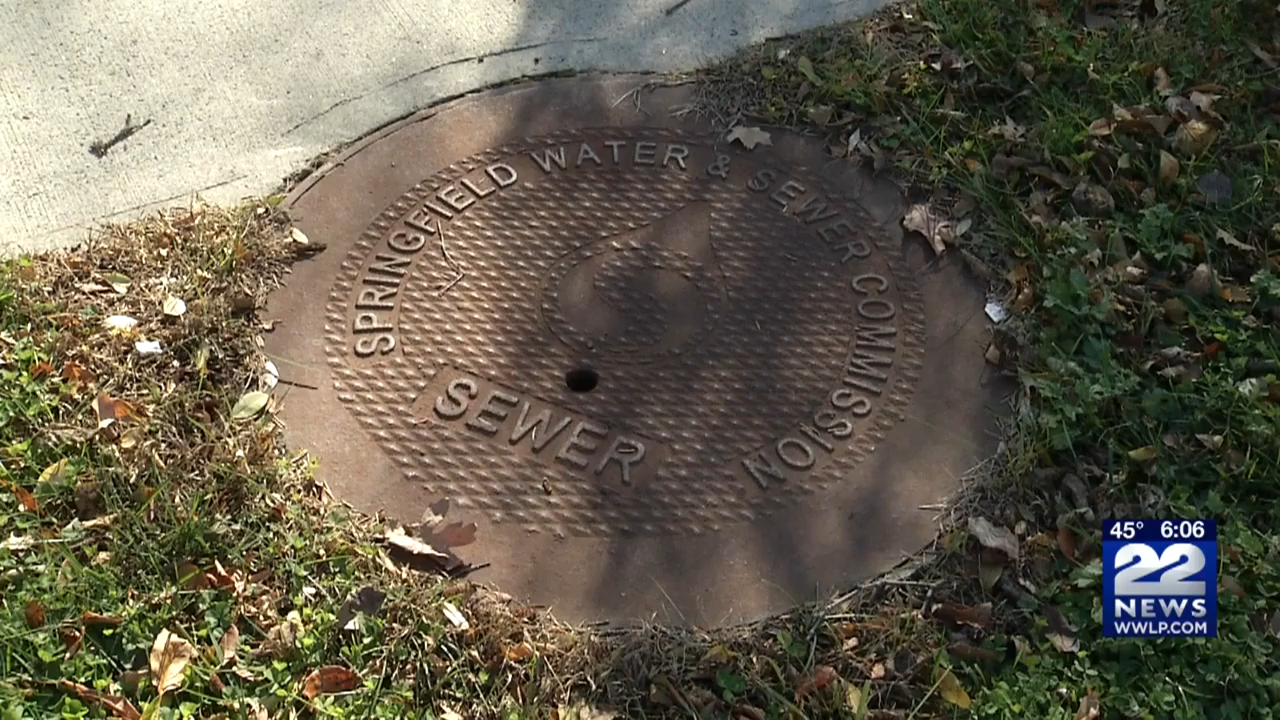 SPRINGFIELD WATER & SEWER COMMISSION
SEWER
45° 6:06
22
NEWS
WWLP.COM